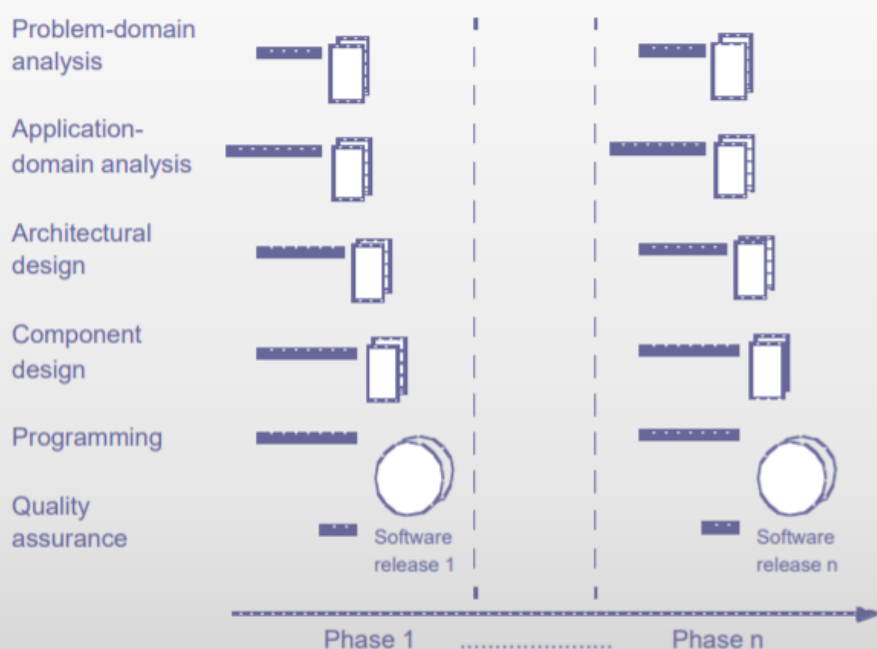 Problem-domain
analysis
Application-
domain analysis
Architectural
design
Component
design
Programming
Quality
assurance
Software
release 1
Software
release n
Phase 1 ...................... Phase n